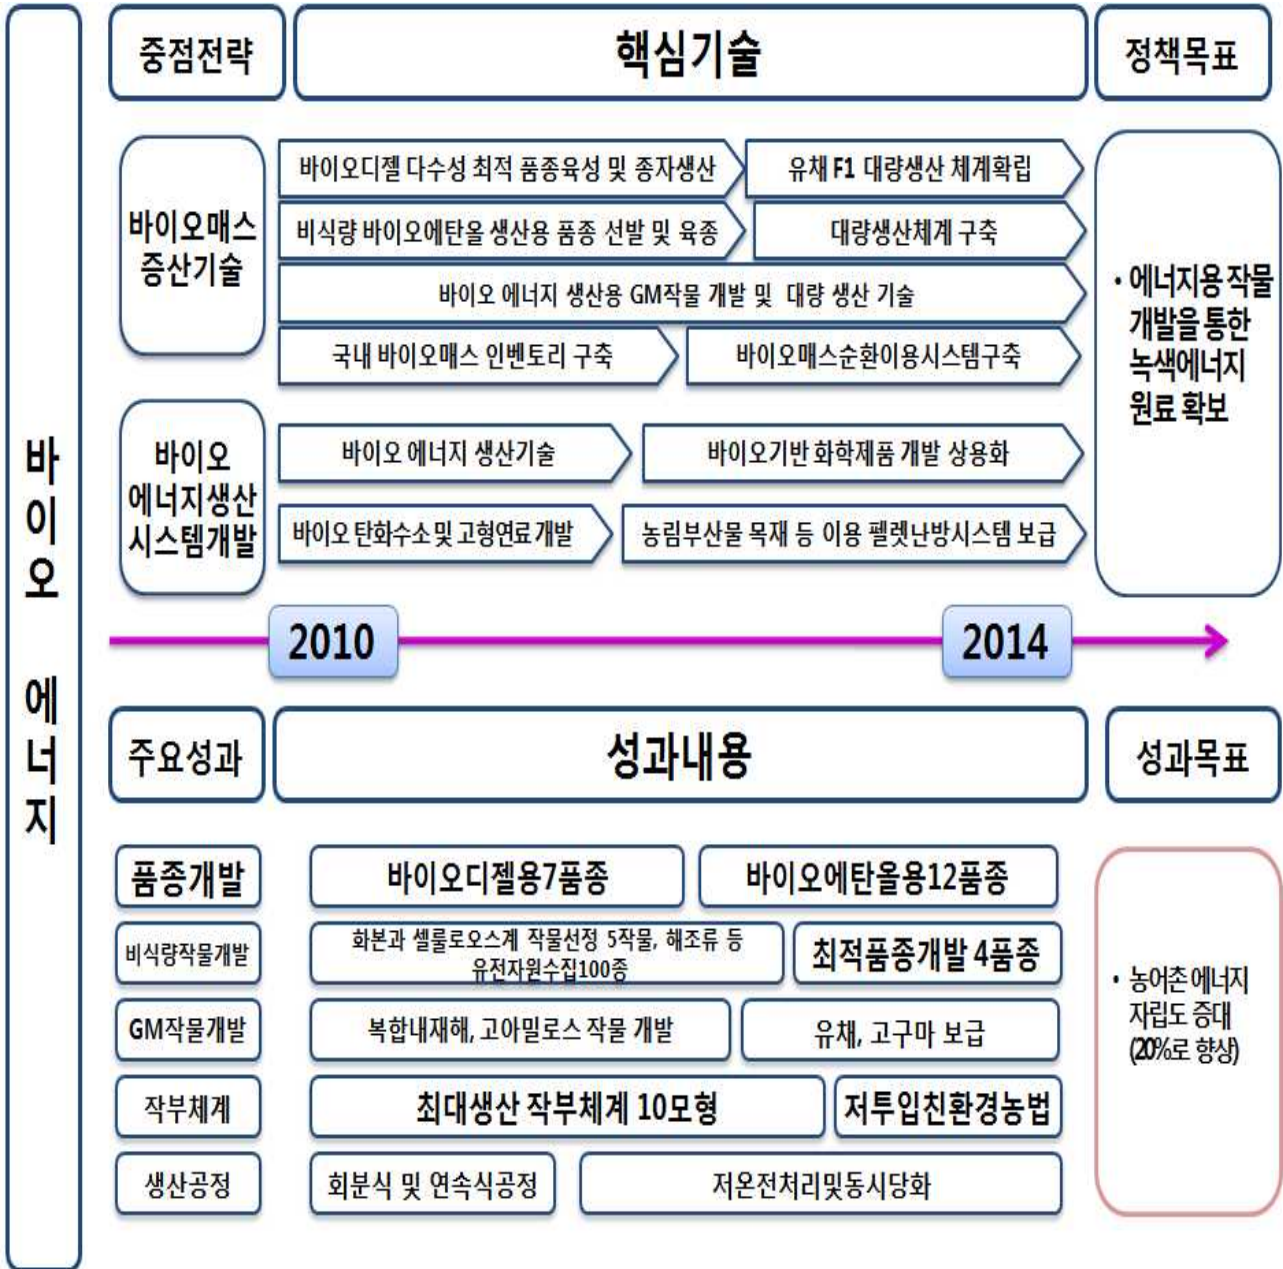 바이오 에너지
중점전략
핵심기술
정책목표
바이오매스
증산기술
바이오디젤 다수성 최적 품종육성 및 종자생산
유채 F1 대량생산 체계확립
비식량 바이오에탄올 생산용 품종 선발 및 육종
대량생산체계 구축
바이오 에너지 생산용 GM작물 개발 및 대량 생산 기술
국내 바이오매스 인벤토리 구축
바이오매스순환이용시스템구축
바이오
에너지생산
시스템개발
바이오 에너지 생산기술
바이오기반 화학제품 개발 상용화
바이오 탄화수소 및 고형연료 개발
농림부산물 목재 등 이용 펠렛난방시스템 보급
• 에너지용 작물
개발을 통한
녹색에너지
원료 확보
2010
2014
주요성과
성과내용
성과목표
품종개발
바이오디젤용7품종
바이오에탄올용12품종
비식량작물개발
화본과 셀룰로오스계 작물선정 5작물, 해조류 등
유전자원수집100종
최적품종개발 4품종
GM작물개발
복합내재해, 고아밀로스 작물 개발
유채, 고구마 보급
작부체계
최대생산 작부체계 10모형
저투입친환경농법
생산공정
회분식 및 연속식공정
저온전처리및동시당화
• 농어촌 에너지
자립도 증대
(20%로 향상)